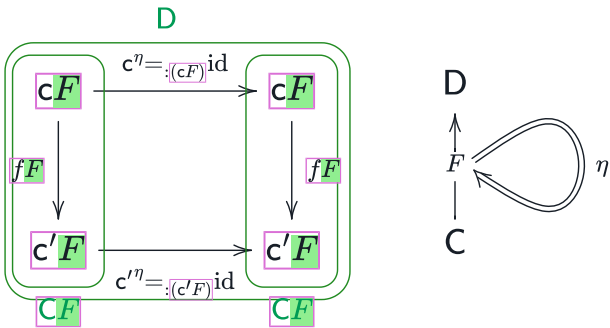 D
c^η=_{:(cF)}id
cF cF
D
fF fF
F η
c′F c′F
C
c′^η=_{:(c′F)}id
CF CF